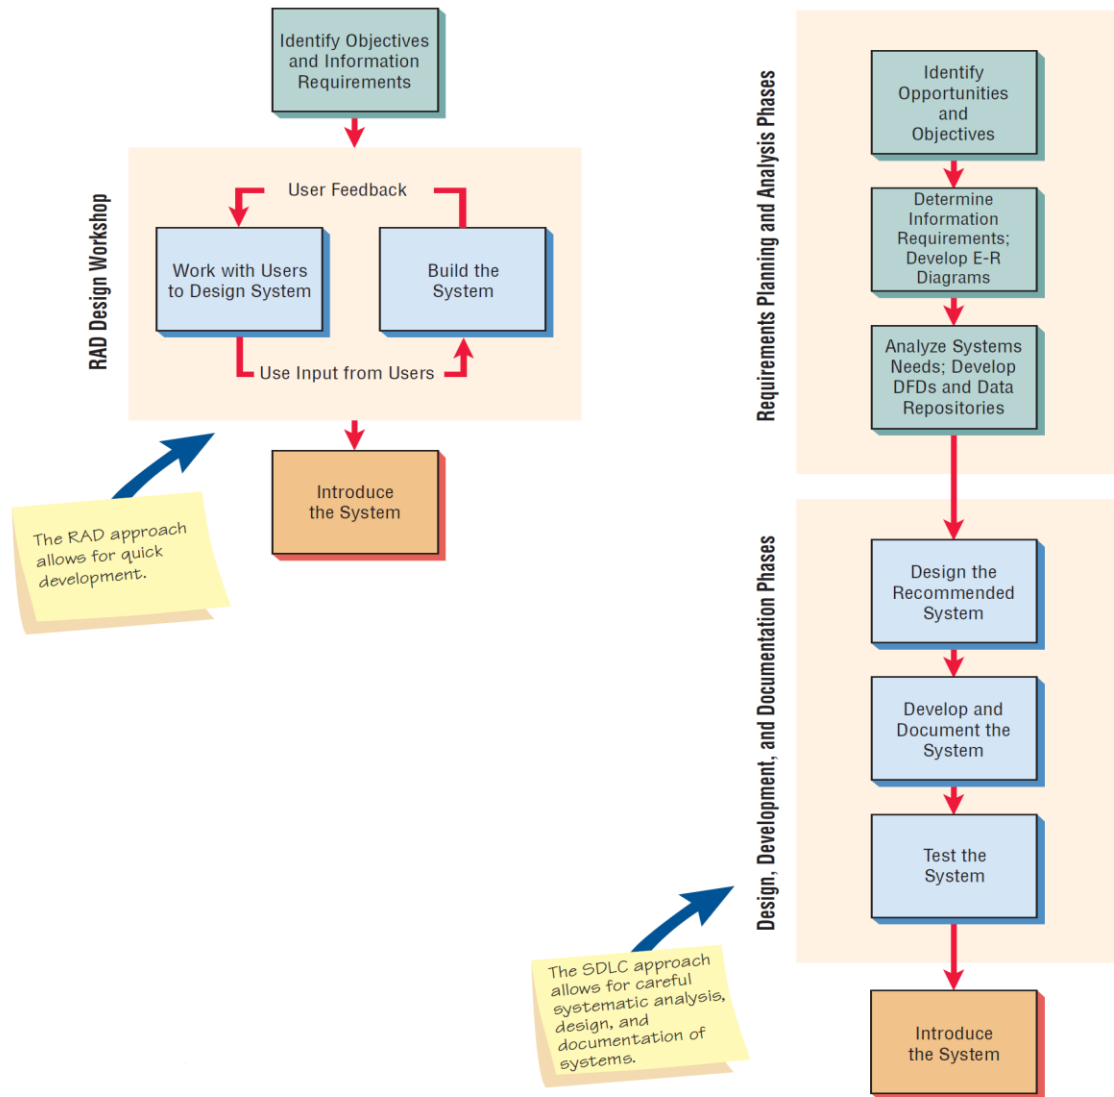 Identify Objectives
and Information
Requirements
RAD Design Workshop
User Feedback
Work with Users
to Design System
Build the
System
Use Input from Users
Introduce
the System
The RAD approach
allows for quick
development.
Requirements Planning and Analysis Phases
Identify
Opportunities
and
Objectives
Determine
Information
Requirements;
Develop E-R
Diagrams
Analyze Systems
Needs; Develop
DFDs and Data
Repositories
Design, Development, and Documentation Phases
Design the
Recommended
System
Develop and
Document the
System
Test the
System
The SDLC approach
allows for careful
systematic analysis,
design, and
documentation of
systems.
Introduce
the System